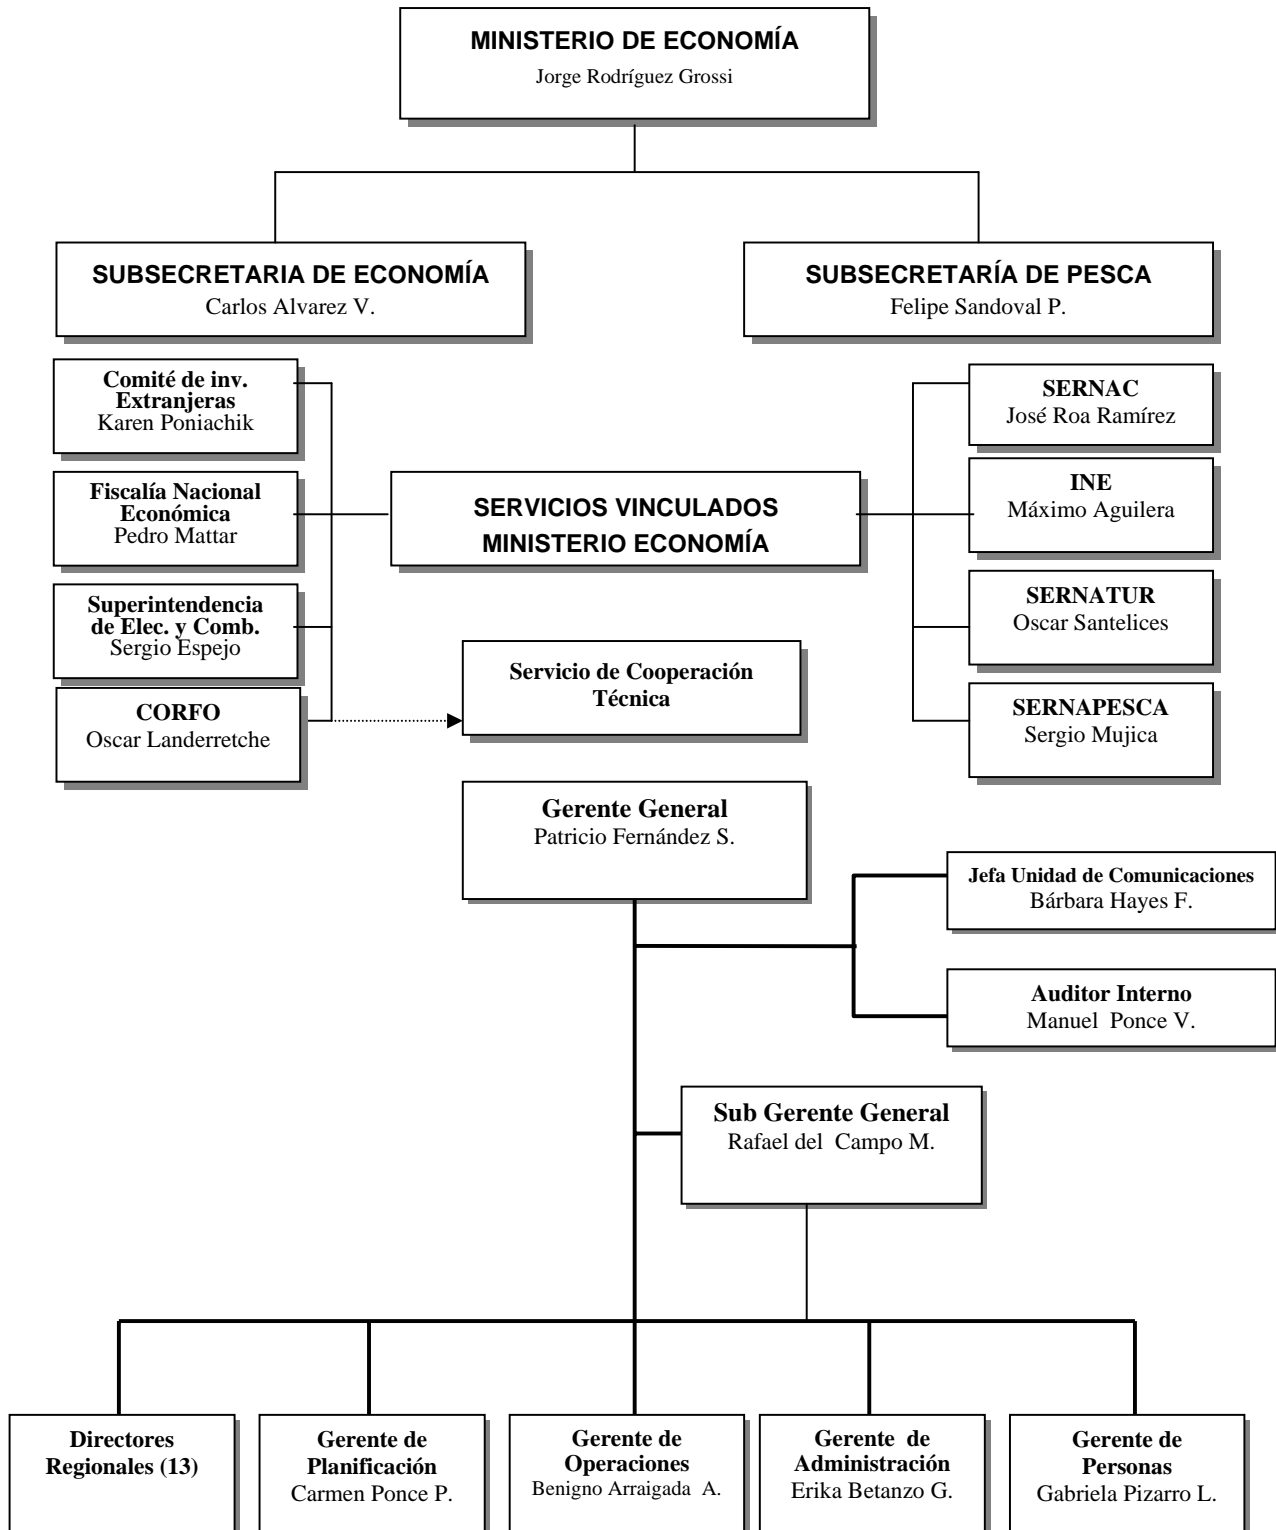 MINISTERIO DE ECONOMÍA
Jorge Rodríguez Grossi
SUBSECRETARIA DE ECONOMÍA
Carlos Alvarez V.
SUBSECRETARÍA DE PESCA
Felipe Sandoval P.
Comité de inv.
Extranjeras
Karen Poniachik
Fiscalía Nacional
Económica
Pedro Mattar
Superintendencia
de Elec. y Comb.
Sergio Espejo
CORFO
Oscar Landerretche
SERVICIOS VINCULADOS
MINISTERIO ECONOMÍA
SERNAC
José Roa Ramírez
INE
Máximo Aguilera
SERNATUR
Oscar Santelices
SERNAPESCA
Sergio Mujica
Servicio de Cooperación
Técnica
Gerente General
Patricio Fernández S.
Jefa Unidad de Comunicaciones
Bárbara Hayes F.
Auditor Interno
Manuel Ponce V.
Sub Gerente General
Rafael del Campo M.
Directores
Regionales (13)
Gerente de
Planificación
Carmen Ponce P.
Gerente de
Operaciones
Benigno Arraigada A.
Gerente de
Administración
Erika Betanzo G.
Gerente de
Personas
Gabriela Pizarro L.